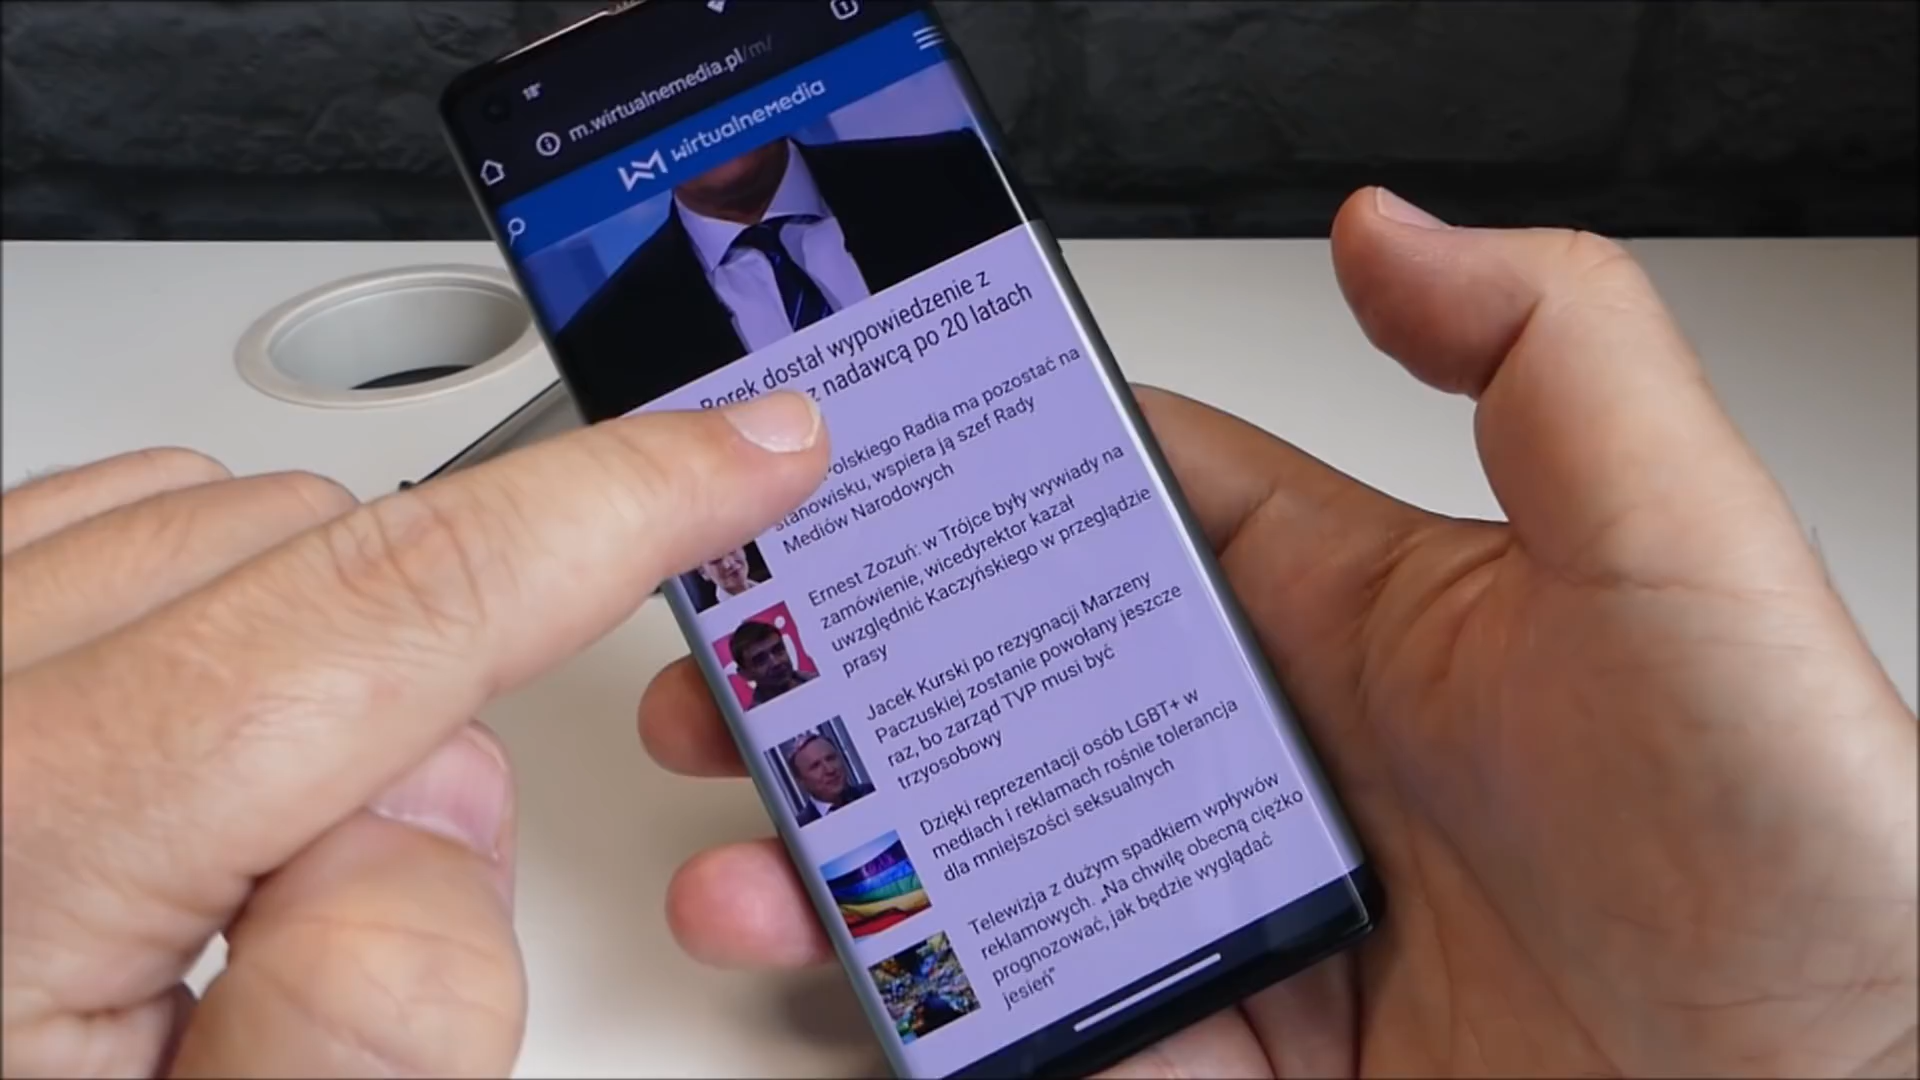 18°
1
m.wirtualnemedia.pl/m/
wirtualnemedia
Borek dostał wypowiedzenie z
z nadawcą po 20 latach
Polskiego Radia ma pozostać na
stanowisku, wspiera ją szef Rady
Mediów Narodowych
Ernest Zozuń: w Trójce były wywiady na
zamówienie, wicedyrektor kazał
uwzględnić Kaczyńskiego w przeglądzie
prasy
Jacek Kurski po rezygnacji Marzeny
Paczuskiej zostanie powołany jeszcze
raz, bo zarząd TVP musi być
trzyosobowy
Dzięki reprezentacji osób LGBT+ w
mediach i reklamach rośnie tolerancja
dla mniejszości seksualnych
Telewizja z dużym spadkiem wpływów
reklamowych. „Na chwilę obecną ciężko
prognozować, jak będzie wyglądać
jesień”